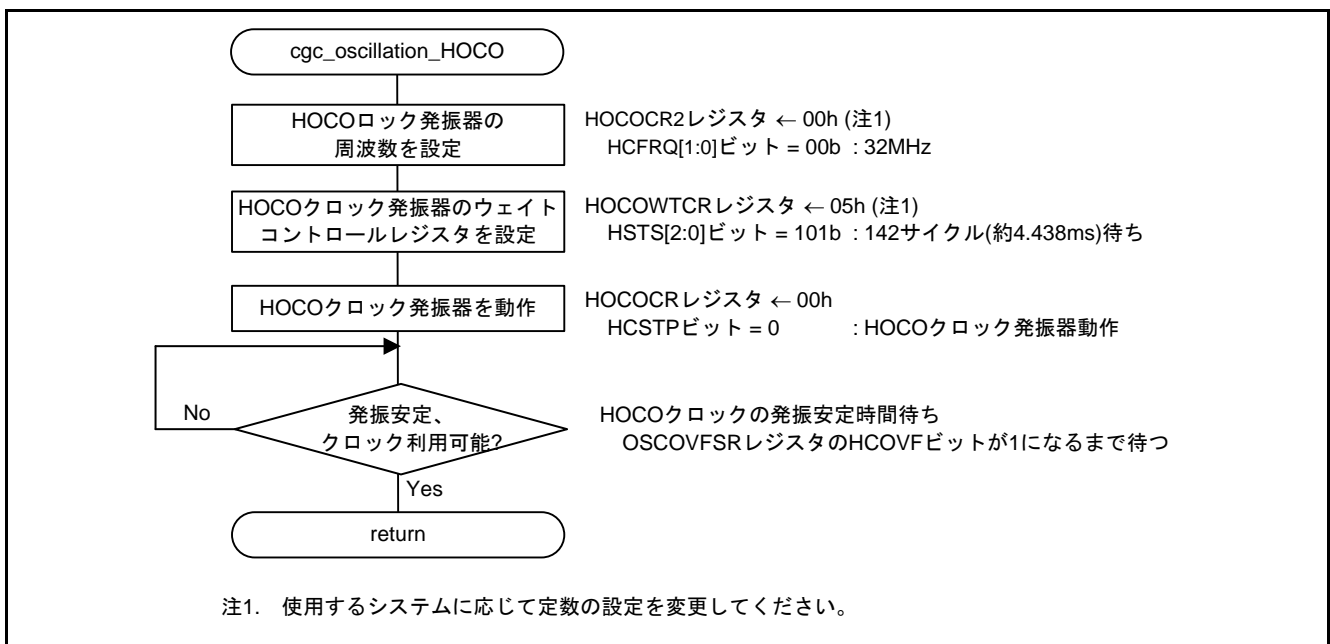 cgc_oscillation_HOCO
HOCOロック発振器の
周波数を設定
HOCOCR2レジスタ ← 00h (注1)
HCFRQ[1:0]ビット = 00b : 32MHz
HOCOクロック発振器のウェイト
コントロールレジスタを設定
HOCOWTCRレジスタ ← 05h (注1)
HSTS[2:0]ビット = 101b : 142サイクル(約4.438ms)待ち
HOCOクロック発振器を動作
HOCOCRレジスタ ← 00h
HCSTPビット = 0 : HOCOクロック発振器動作
No
発振安定、
クロック利用可能?
HOCOクロックの発振安定時間待ち
OSCOVFSRレジスタのHCOVFビットが1になるまで待つ
Yes
return
注1. 使用するシステムに応じて定数の設定を変更してください。